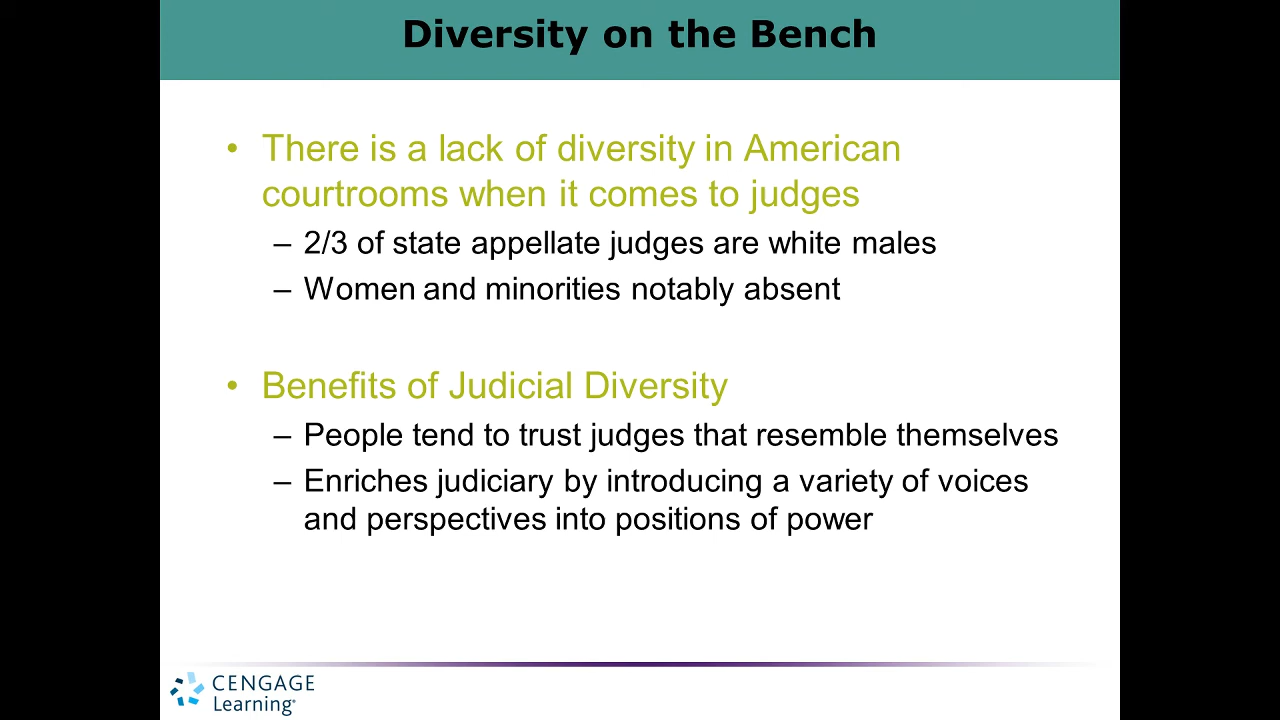 Diversity on the Bench
• There is a lack of diversity in American
courtrooms when it comes to judges
– 2/3 of state appellate judges are white males
– Women and minorities notably absent
• Benefits of Judicial Diversity
– People tend to trust judges that resemble themselves
– Enriches judiciary by introducing a variety of voices
and perspectives into positions of power
CENGAGE
Learning®